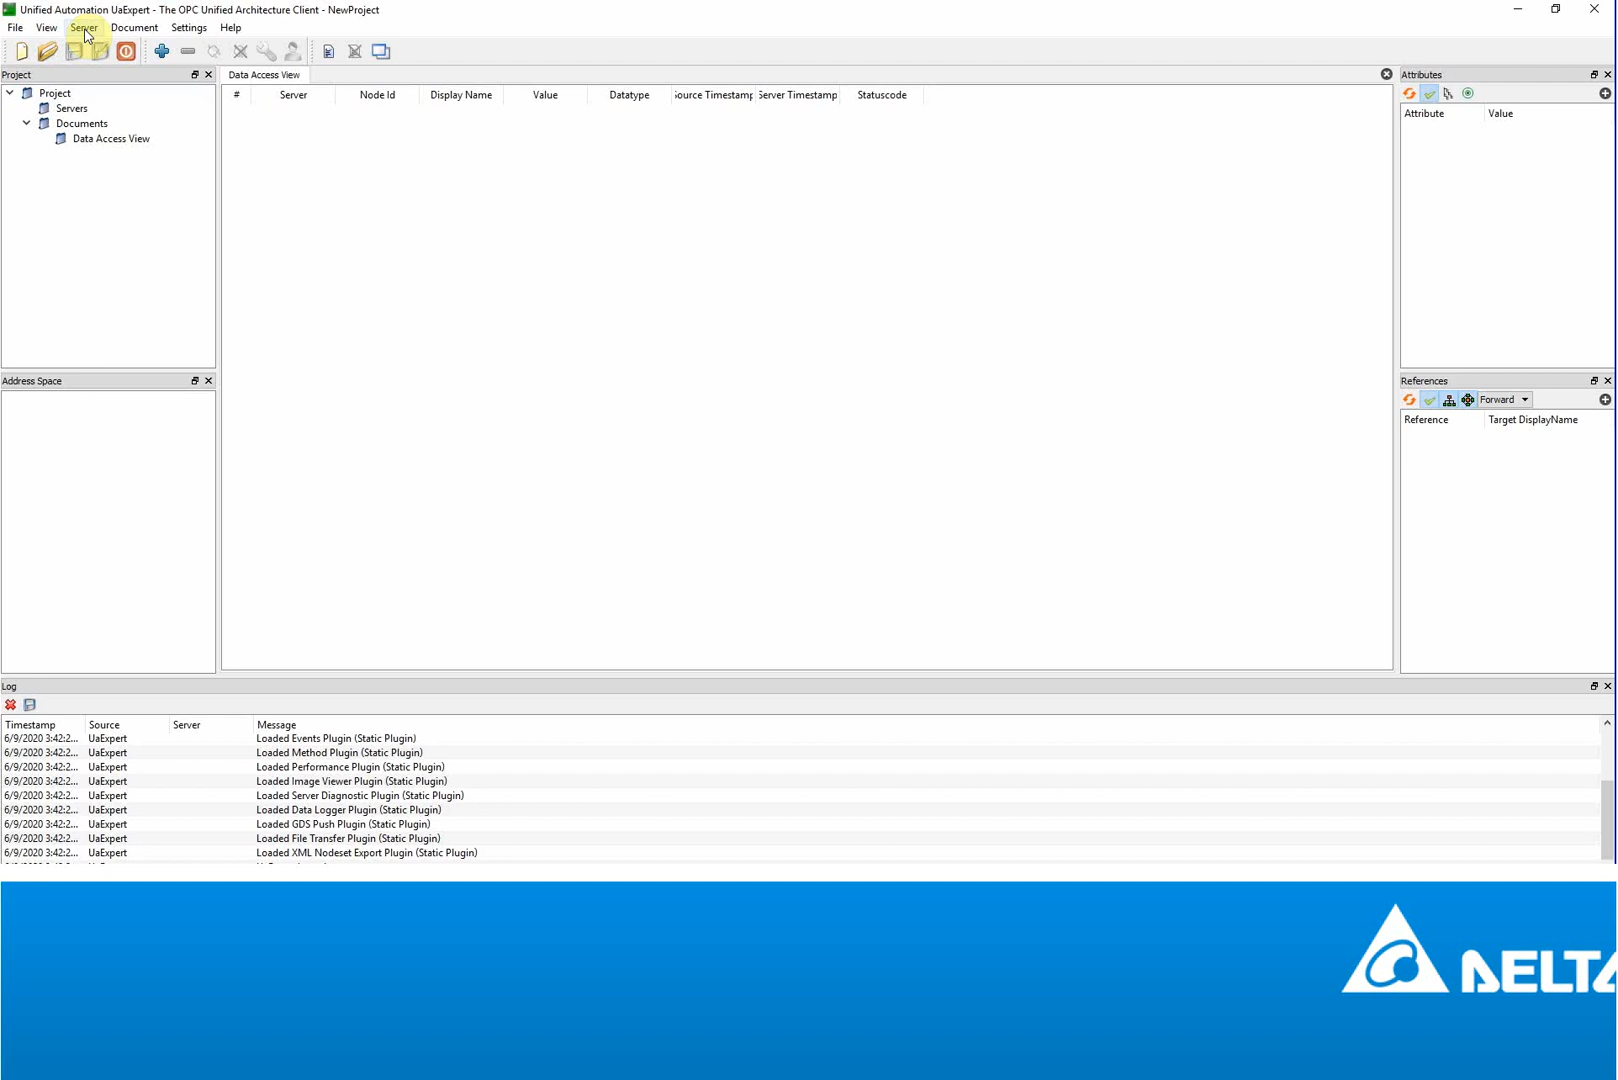 Unified Automation UaExpert - The OPC Unified Architecture Client - NewProject
File View Server Document Settings Help
Project
Project
Servers
Documents
Data Access View
Address Space
Data Access View
# Server Node Id Display Name Value Datatype Source Timestamp Server Timestamp Statuscode
Attributes
Attribute Value
References
Forward
Reference Target DisplayName
Log
Timestamp Source Server Message
6/9/2020 3:42:2... UaExpert Loaded Events Plugin (Static Plugin)
6/9/2020 3:42:2... UaExpert Loaded Method Plugin (Static Plugin)
6/9/2020 3:42:2... UaExpert Loaded Performance Plugin (Static Plugin)
6/9/2020 3:42:2... UaExpert Loaded Image Viewer Plugin (Static Plugin)
6/9/2020 3:42:2... UaExpert Loaded Server Diagnostic Plugin (Static Plugin)
6/9/2020 3:42:2... UaExpert Loaded Data Logger Plugin (Static Plugin)
6/9/2020 3:42:2... UaExpert Loaded GDS Push Plugin (Static Plugin)
6/9/2020 3:42:2... UaExpert Loaded File Transfer Plugin (Static Plugin)
6/9/2020 3:42:2... UaExpert Loaded XML Nodeset Export Plugin (Static Plugin)
DELTA